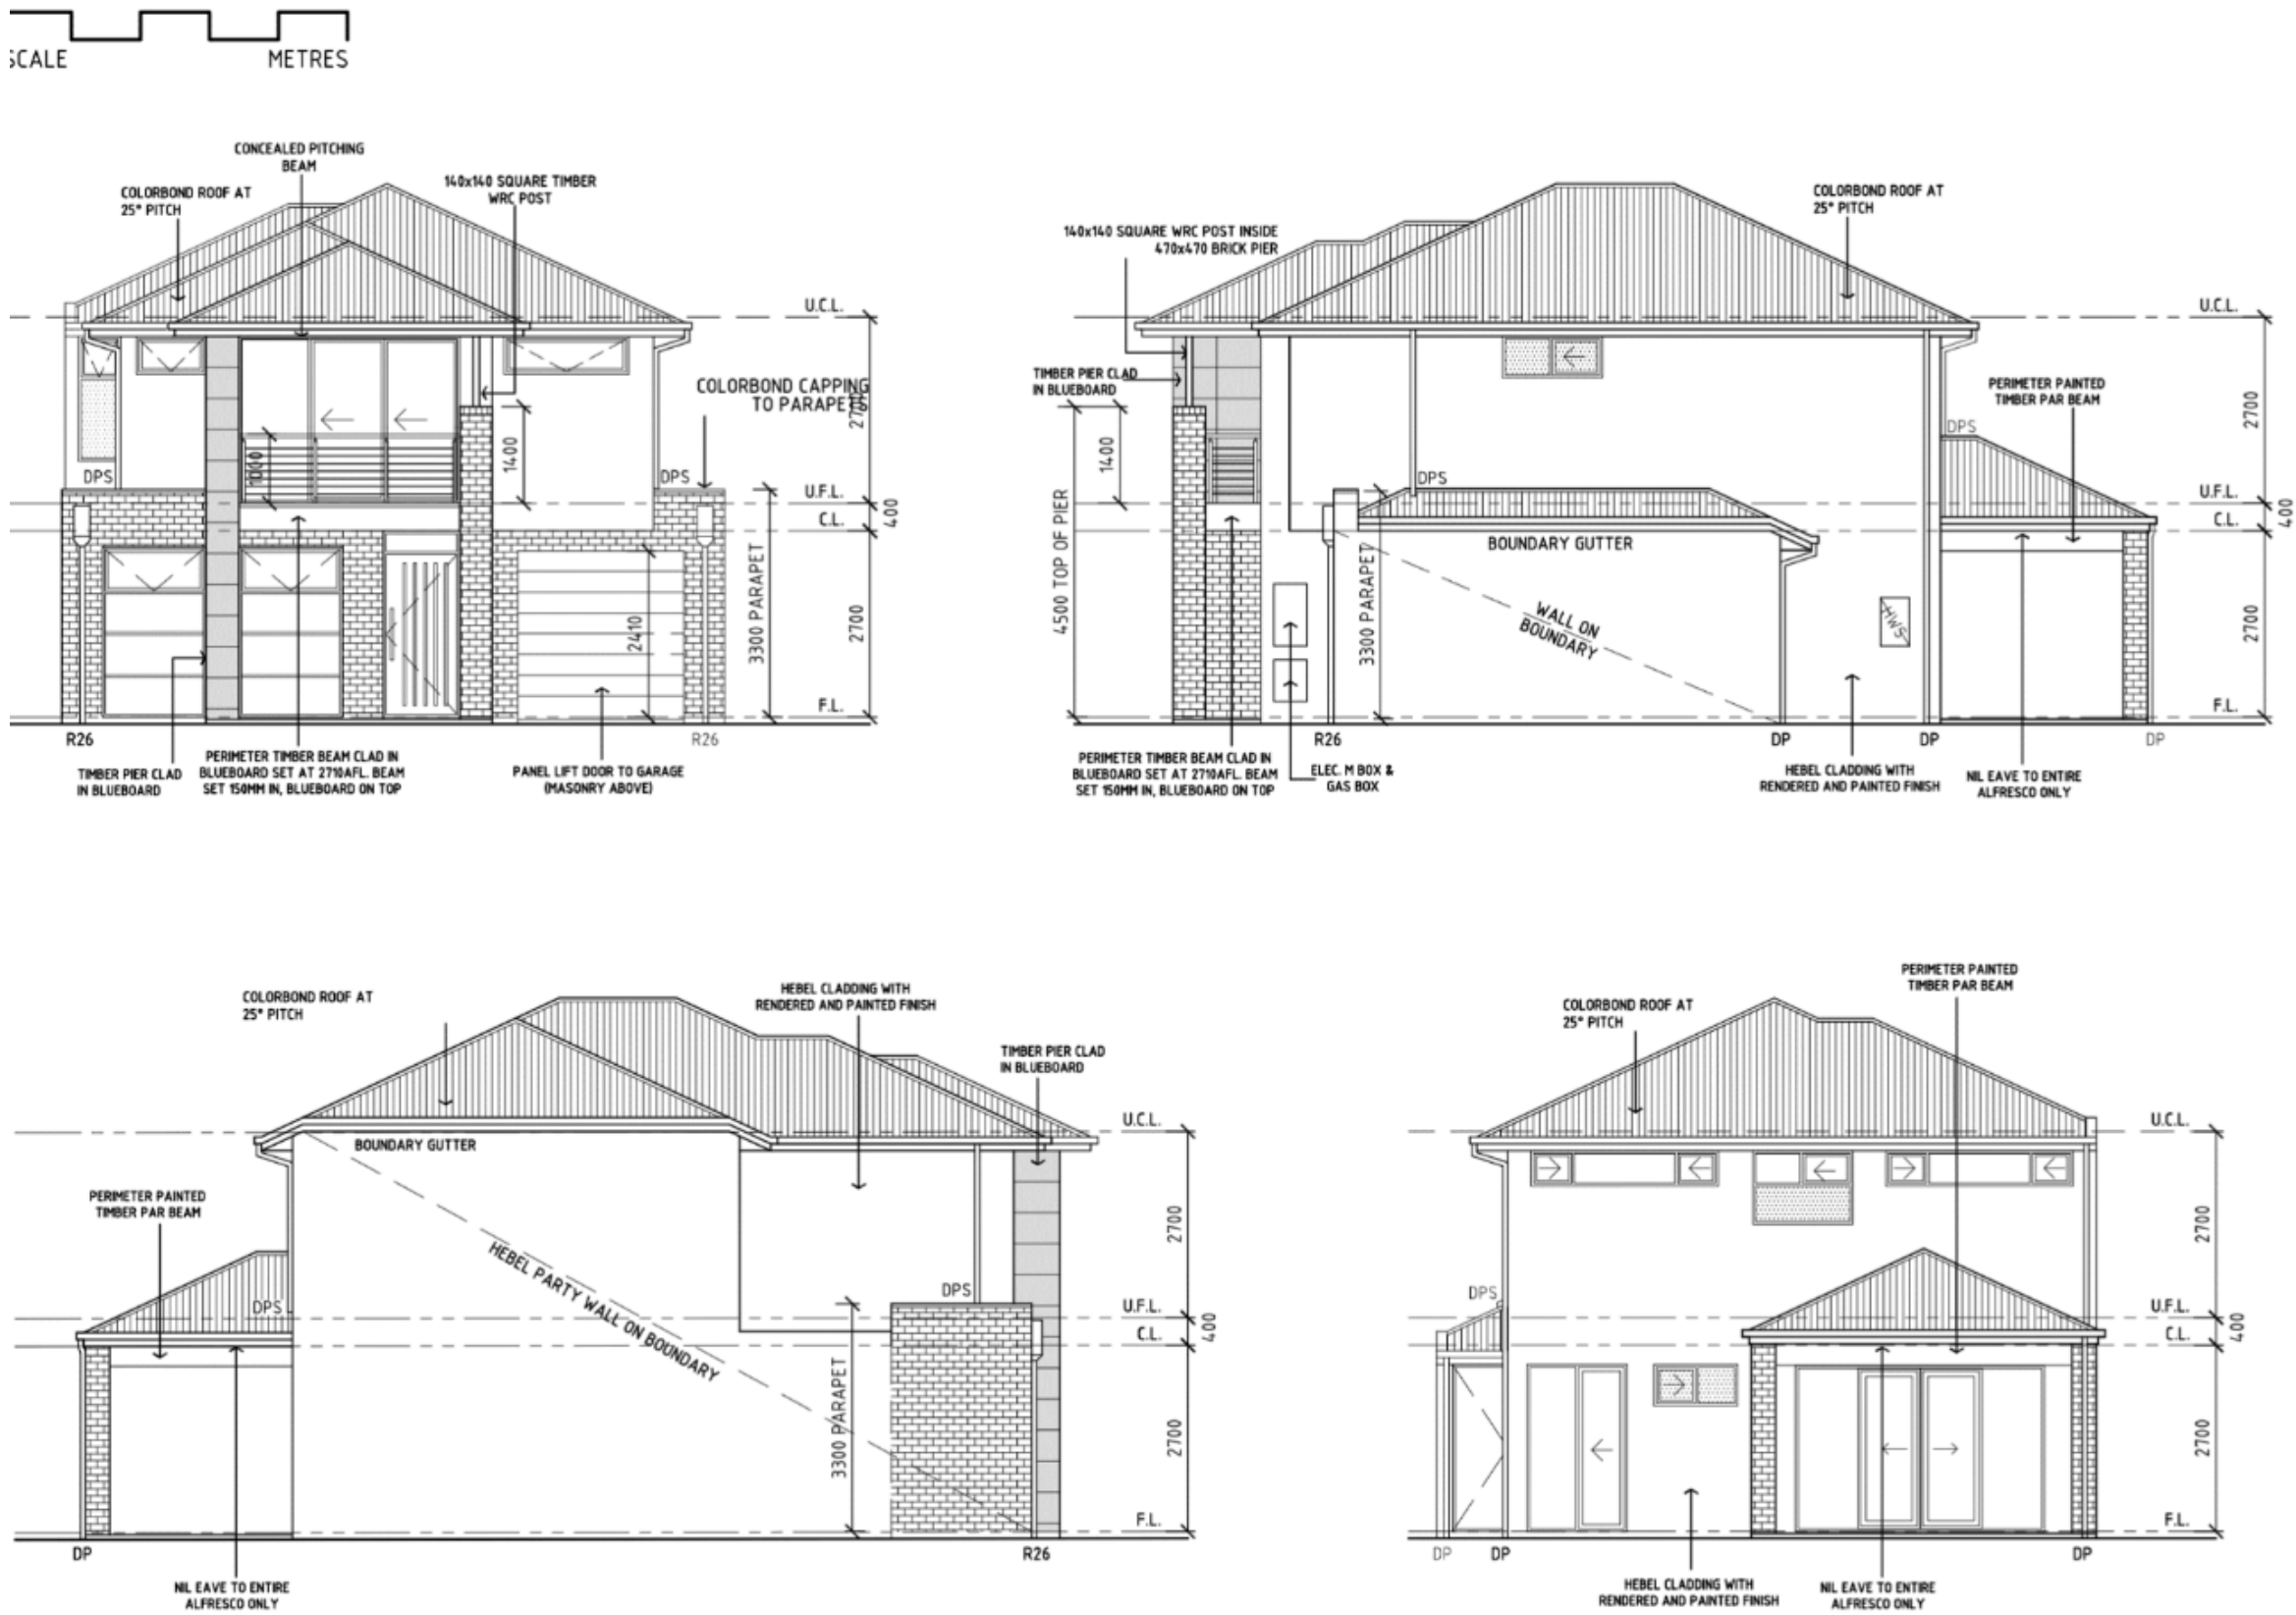 SCALE METRES
CONCEALED PITCHING
BEAM
COLORBOND ROOF AT
25° PITCH
140x140 SQUARE TIMBER
WRC POST
U.C.L.
COLORBOND CAPPING
TO PARAPETS
2700
1000
1400
DPS
DPS
U.F.L.
400
C.L.
3300 PARAPET
2410
2700
F.L.
R26
R26
TIMBER PIER CLAD
IN BLUEBOARD
PERIMETER TIMBER BEAM CLAD IN
BLUEBOARD SET AT 2710AFL. BEAM
SET 150MM IN, BLUEBOARD ON TOP
PANEL LIFT DOOR TO GARAGE
(MASONRY ABOVE)
COLORBOND ROOF AT
25° PITCH
140x140 SQUARE WRC POST INSIDE
470x470 BRICK PIER
U.C.L.
TIMBER PIER CLAD
IN BLUEBOARD
PERIMETER PAINTED
TIMBER PAR BEAM
2700
1400
DPS
DPS
U.F.L.
400
C.L.
4500 TOP OF PIER
BOUNDARY GUTTER
3300 PARAPET
WALL ON
BOUNDARY
HWS
2700
F.L.
R26
DP
DP
DP
PERIMETER TIMBER BEAM CLAD IN
BLUEBOARD SET AT 2710AFL. BEAM
SET 150MM IN, BLUEBOARD ON TOP
ELEC. M BOX &
GAS BOX
HEBEL CLADDING WITH
RENDERED AND PAINTED FINISH
NIL EAVE TO ENTIRE
ALFRESCO ONLY
COLORBOND ROOF AT
25° PITCH
HEBEL CLADDING WITH
RENDERED AND PAINTED FINISH
TIMBER PIER CLAD
IN BLUEBOARD
U.C.L.
BOUNDARY GUTTER
PERIMETER PAINTED
TIMBER PAR BEAM
2700
HEBEL PARTY WALL ON BOUNDARY
DPS
DPS
U.F.L.
400
C.L.
3300 PARAPET
2700
F.L.
DP
R26
NIL EAVE TO ENTIRE
ALFRESCO ONLY
PERIMETER PAINTED
TIMBER PAR BEAM
COLORBOND ROOF AT
25° PITCH
U.C.L.
2700
DPS
U.F.L.
400
C.L.
2700
F.L.
DP
DP
DP
HEBEL CLADDING WITH
RENDERED AND PAINTED FINISH
NIL EAVE TO ENTIRE
ALFRESCO ONLY